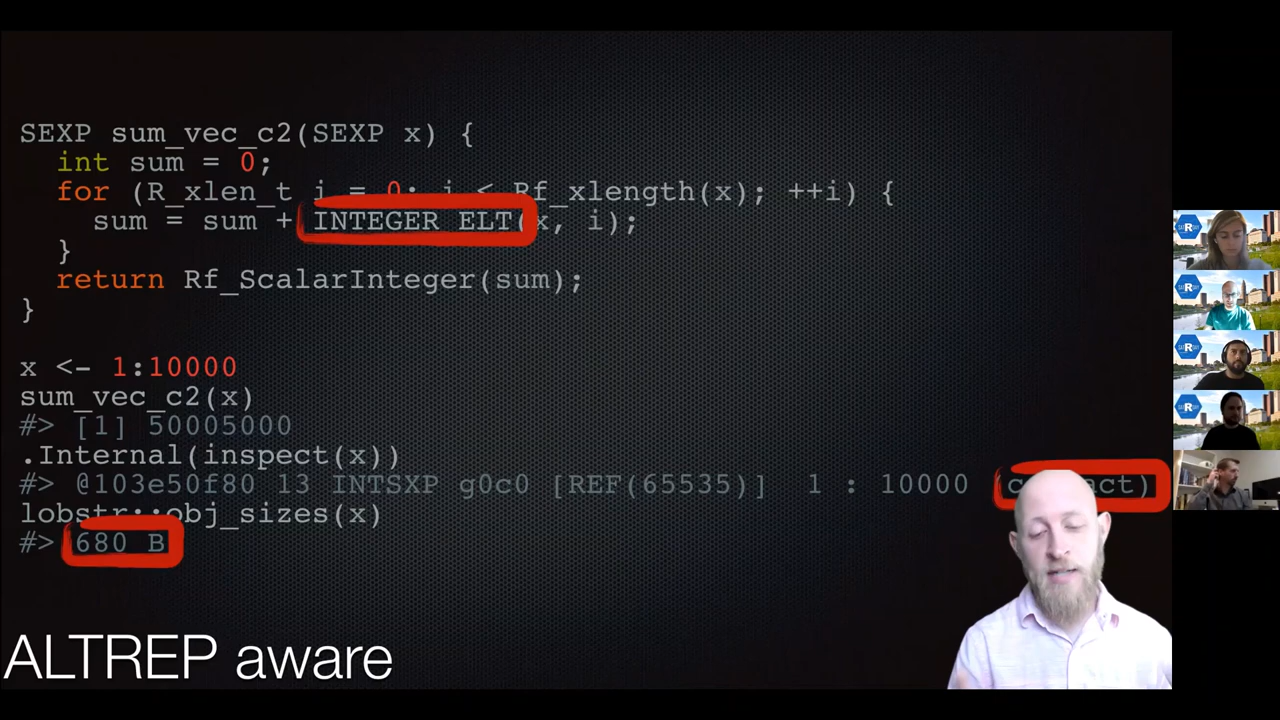 SEXP sum_vec_c2(SEXP x) {
int sum = 0;
for (R_xlen_t i = 0; i < Rf_xlength(x); ++i) {
sum = sum + INTEGER_ELT(x, i);
}
return Rf_ScalarInteger(sum);
}
x <- 1:10000
sum_vec_c2(x)
#> [1] 50005000
.Internal(inspect(x))
#> @103e50f80 13 INTSXP g0c0 [REF(65535)] 1 : 10000
lobstr::obj_sizes(x)
#> 680 B
ALTREP aware
R
R
R
R